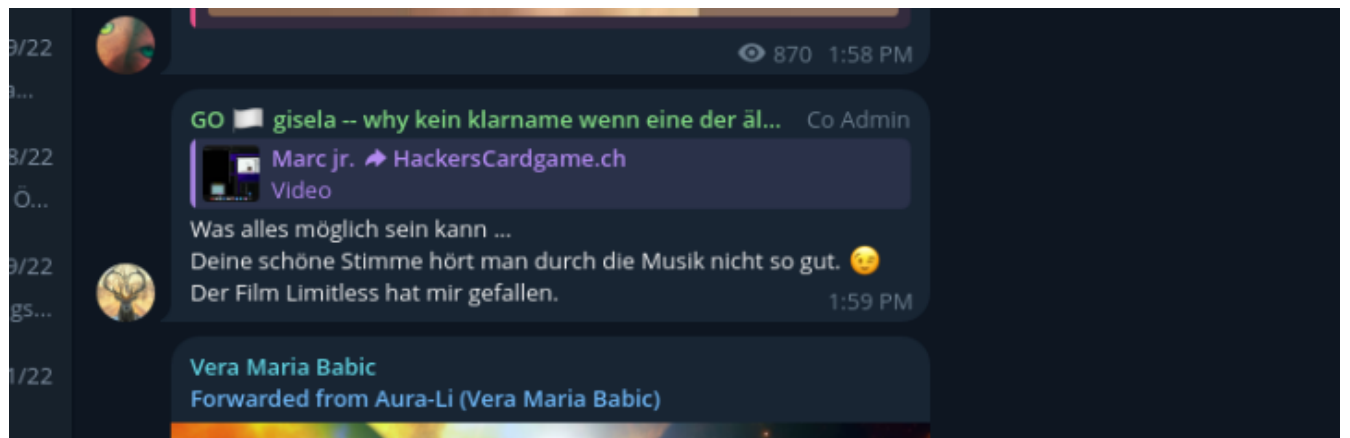 9/22
870 1:58 PM
GO gisela -- why kein klarname wenn eine der äl... Co Admin
Marc jr. HackersCardgame.ch
Video
8/22
Ö...
Was alles möglich sein kann ...
Deine schöne Stimme hört man durch die Musik nicht so gut.
9/22
Der Film Limitless hat mir gefallen.
1:59 PM
gs...
Vera Maria Babic
1/22
Forwarded from Aura-Li (Vera Maria Babic)